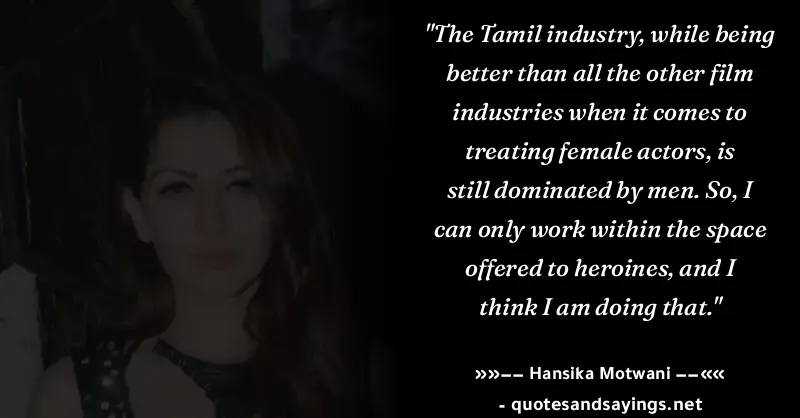 "The Tamil industry, while being
better than all the other film
industries when it comes to
treating female actors, is
still dominated by men. So, I
can only work within the space
offered to heroines, and I
think I am doing that."
»»–– Hansika Motwani ––««
- quotesandsayings.net